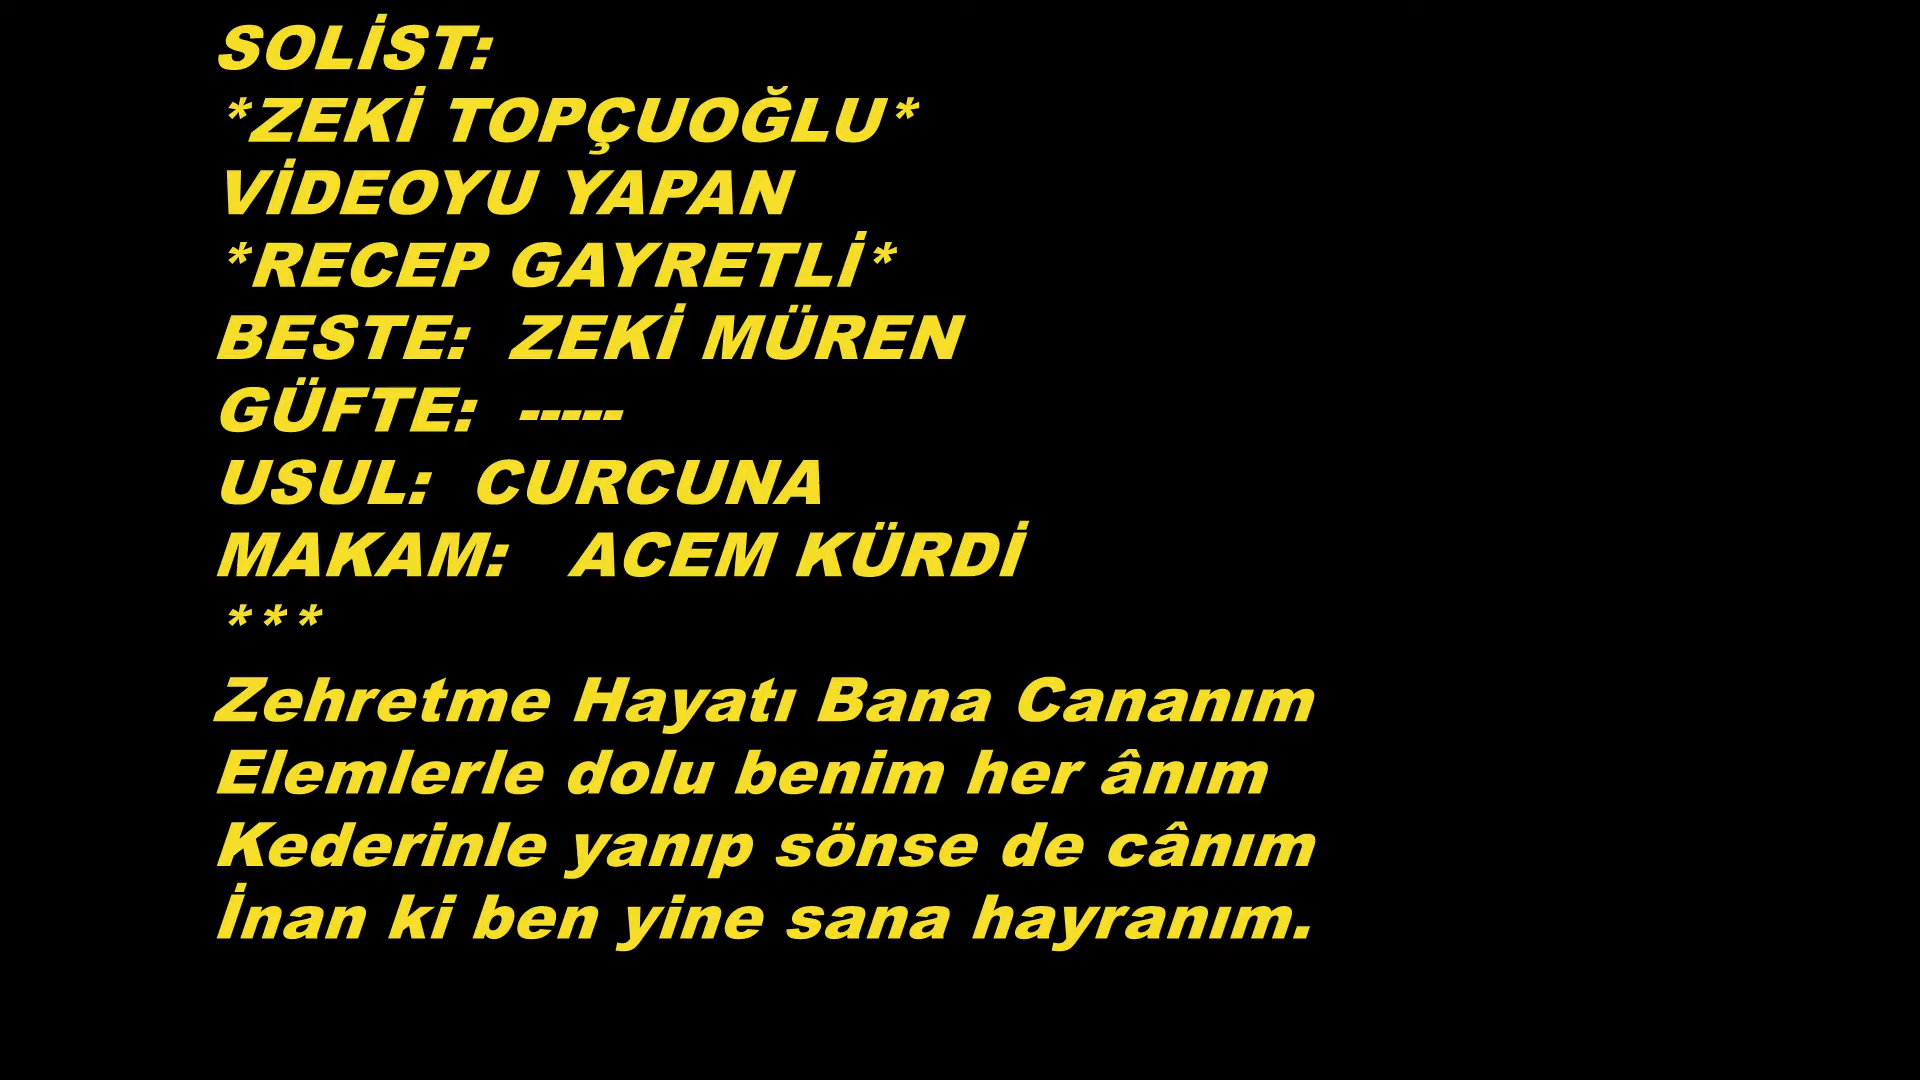 SOLİST:
*ZEKİ TOPÇUOĞLU*
VİDEOYU YAPAN
*RECEP GAYRETLİ*
BESTE: ZEKİ MÜREN
GÜFTE: -----
USUL: CURCUNA
MAKAM: ACEM KÜRDİ
***
Zehretme Hayatı Bana Cananım
Elemlerle dolu benim her ânım
Kederinle yanıp sönse de cânım
İnan ki ben yine sana hayranım.